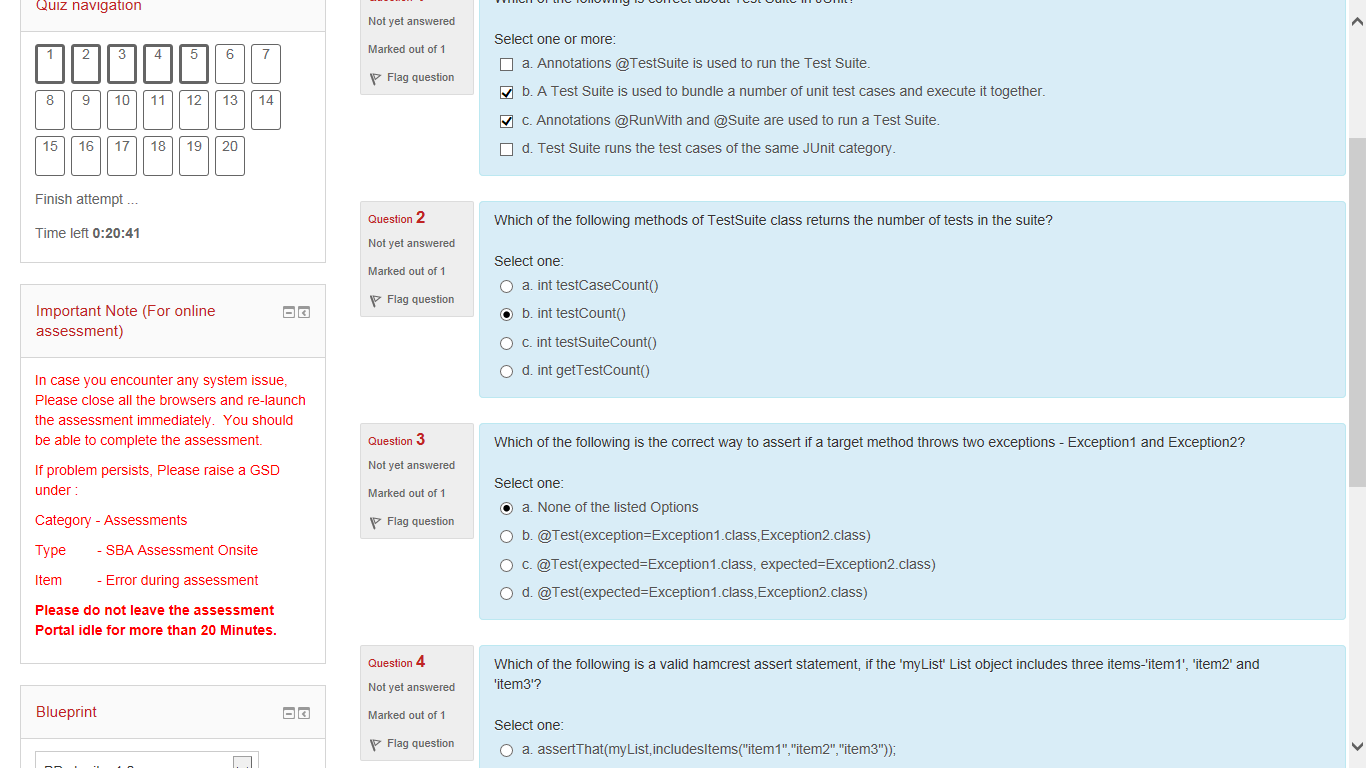 Quiz navigation
1 2 3 4 5 6 7
8 9 10 11 12 13 14
15 16 17 18 19 20
Finish attempt ...
Time left 0:20:41
Important Note (For online
assessment)
In case you encounter any system issue,
Please close all the browsers and re-launch
the assessment immediately.  You should
be able to complete the assessment.
If problem persists, Please raise a GSD
under :
Category - Assessments
Type - SBA Assessment Onsite
Item - Error during assessment
Please do not leave the assessment
Portal idle for more than 20 Minutes.
Blueprint
Not yet answered
Marked out of 1
Flag question
Which of the following is correct about Test Suite in JUnit?
Select one or more:
a. Annotations @TestSuite is used to run the Test Suite.
b. A Test Suite is used to bundle a number of unit test cases and execute it together.
c. Annotations @RunWith and @Suite are used to run a Test Suite.
d. Test Suite runs the test cases of the same JUnit category.
Question 2
Not yet answered
Marked out of 1
Flag question
Which of the following methods of TestSuite class returns the number of tests in the suite?
Select one:
a. int testCaseCount()
b. int testCount()
c. int testSuiteCount()
d. int getTestCount()
Question 3
Not yet answered
Marked out of 1
Flag question
Which of the following is the correct way to assert if a target method throws two exceptions - Exception1 and Exception2?
Select one:
a. None of the listed Options
b. @Test(exception=Exception1.class,Exception2.class)
c. @Test(expected=Exception1.class, expected=Exception2.class)
d. @Test(expected=Exception1.class,Exception2.class)
Question 4
Not yet answered
Marked out of 1
Flag question
Which of the following is a valid hamcrest assert statement, if the 'myList' List object includes three items-'item1', 'item2' and
'item3'?
Select one:
a. assertThat(myList,includesItems("item1","item2","item3"));